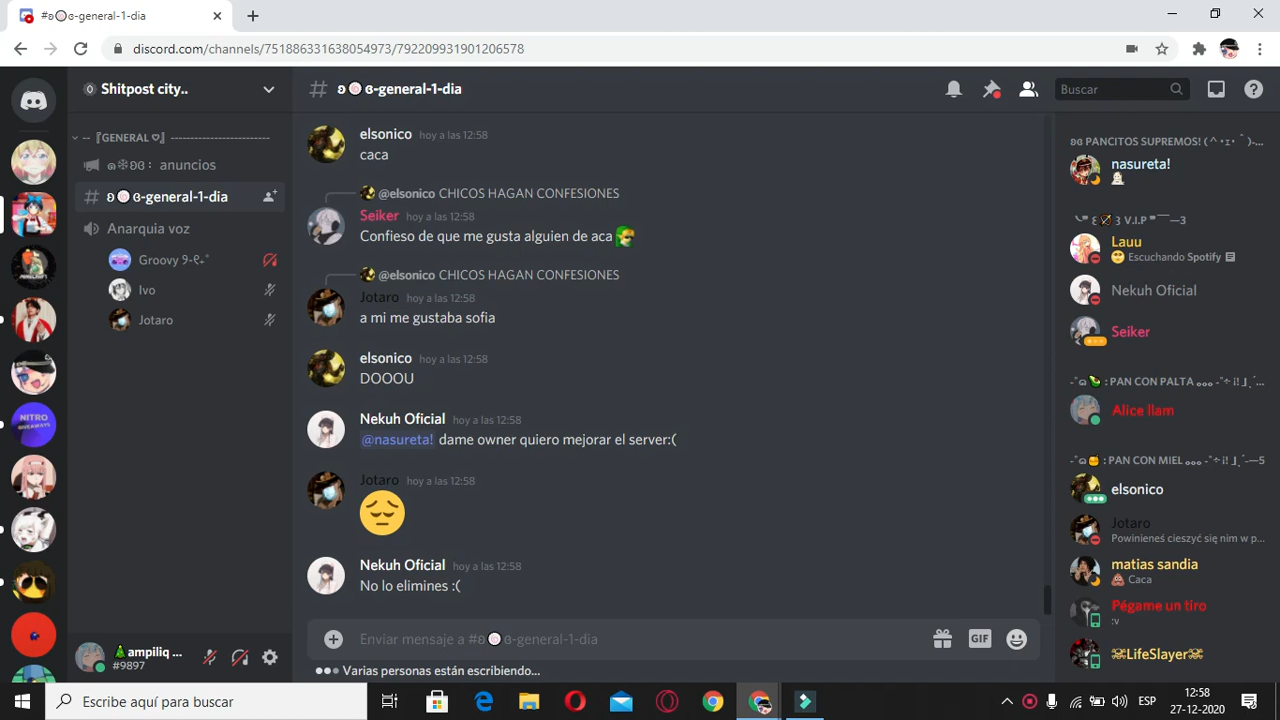 #ʚ🍥ɞ-general-1-dia
discord.com/channels/751886331638054973/792209931901206578
Shitpost city..
ʚ🍥ɞ-general-1-dia
Buscar
-- 『GENERAL ♡』 -------------------------
anuncios
ʚ🍥ɞ-general-1-dia
Anarquia voz
Groovy
Ivo
Jotaro
NITRO
GIVEAWAYS
ampiliq ...
#9897
elsonico hoy a las 12:58
caca
@elsonico CHICOS HAGAN CONFESIONES
Seiker hoy a las 12:58
Confieso de que me gusta alguien de aca
@elsonico CHICOS HAGAN CONFESIONES
Jotaro hoy a las 12:58
a mi me gustaba sofia
elsonico hoy a las 12:58
DOOOU
Nekuh Oficial hoy a las 12:58
@nasureta! dame owner quiero mejorar el server:(
Jotaro hoy a las 12:58
😔
Nekuh Oficial hoy a las 12:58
No lo elimines :(
Enviar mensaje a #ʚ🍥ɞ-general-1-dia
GIF
Varias personas están escribiendo...
PANCITOS SUPREMOS!
nasureta!
V.I.P
—3
Lauu
Escuchando Spotify
Nekuh Oficial
Seiker
: PAN CON PALTA
Alice llam
: PAN CON MIEL
—5
elsonico
Jotaro
Powinieneś cieszyć się nim w p...
matias sandia
💩 Caca
Pégame un tiro
:v
LifeSlayer
Escribe aquí para buscar
ESP
12:58
27-12-2020